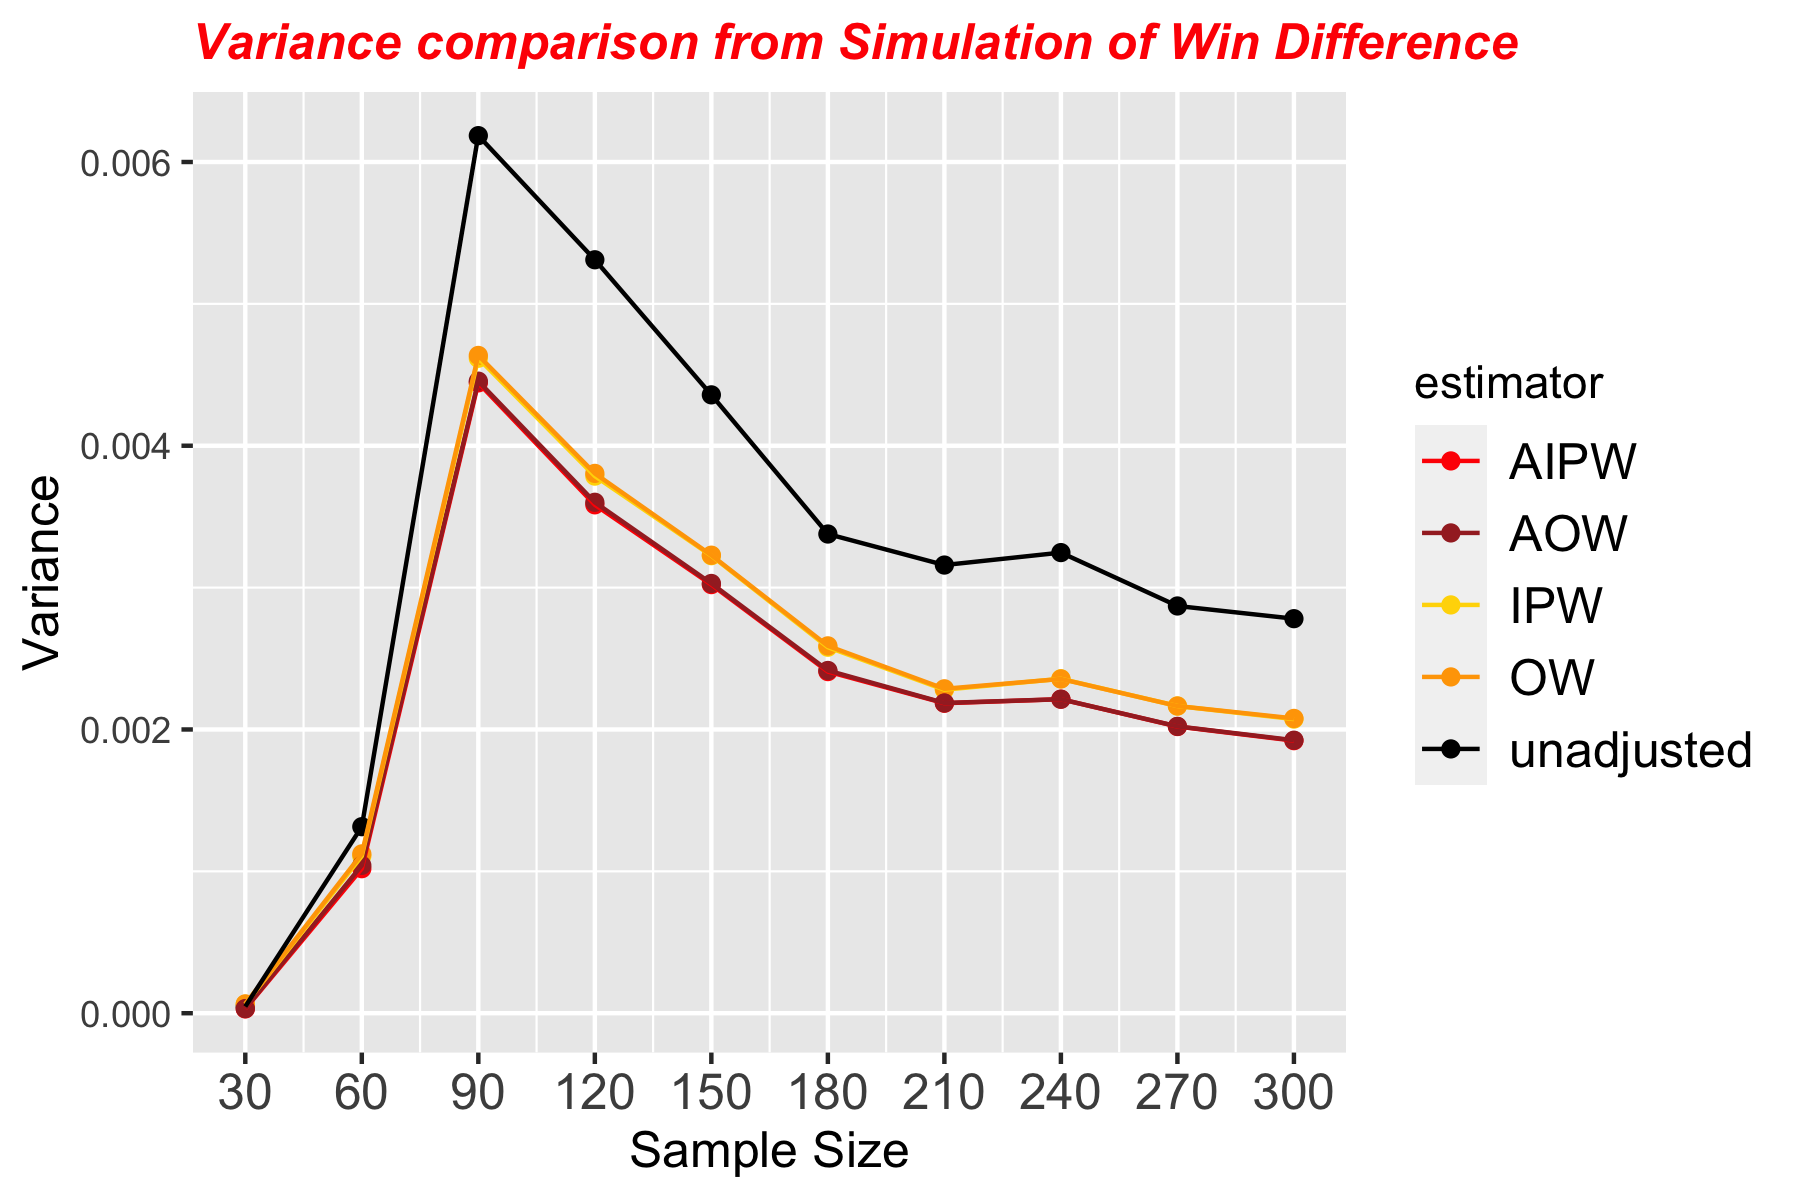 Variance comparison from Simulation of Win Difference
0.006
0.004
0.002
0.000
Variance
30 60 90 120 150 180 210 240 270 300
Sample Size
estimator
AIPW
AOW
IPW
OW
unadjusted